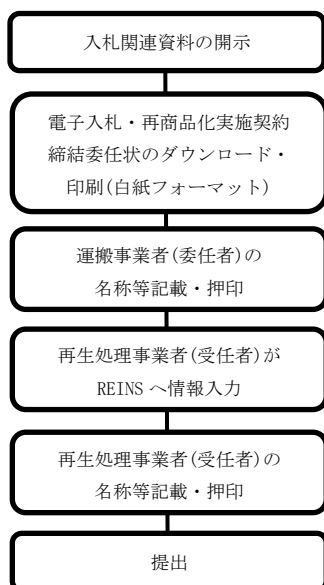 入札関連資料の開示
電子入札・再商品化実施契約
締結委任状のダウンロード・
印刷(白紙フォーマット)
運搬事業者(委任者)の
名称等記載・押印
再生処理事業者(受任者)が
REINS へ情報入力
再生処理事業者(受任者)の
名称等記載・押印
提出